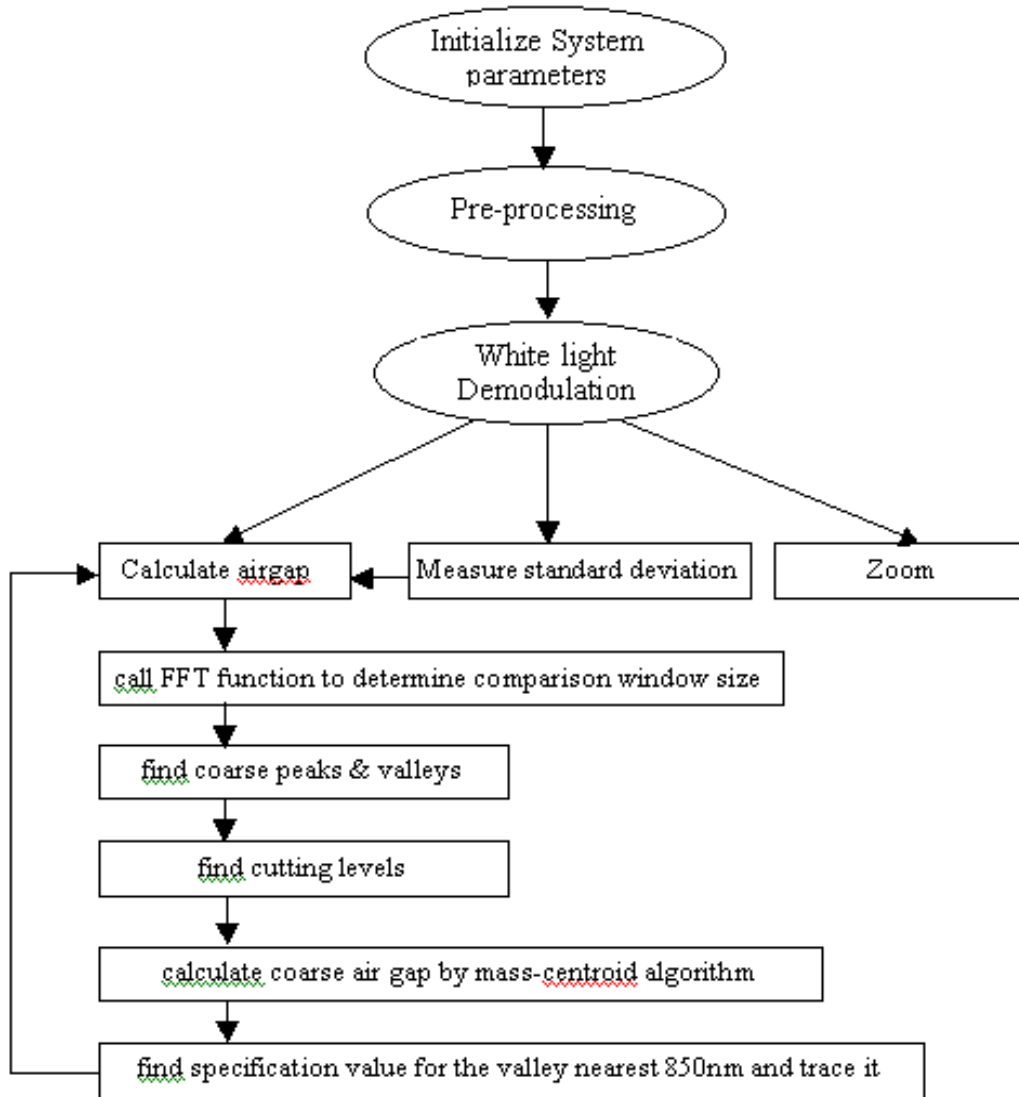 Initialize System
parameters
Pre-processing
White light
Demodulation
Calculate airgap
Measure standard deviation
Zoom
call FFT function to determine comparison window size
find coarse peaks & valleys
find cutting levels
calculate coarse air gap by mass-centroid algorithm
find specification value for the valley nearest 850nm and trace it